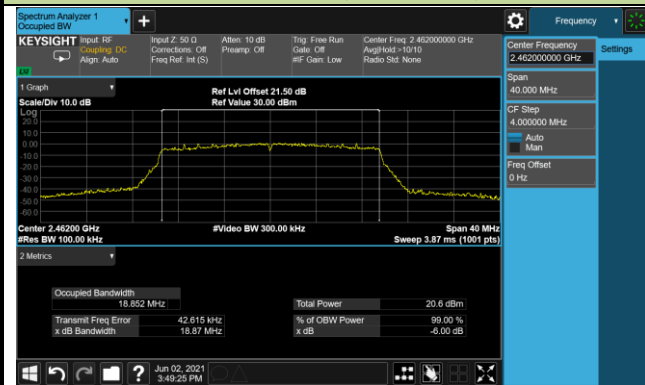 Spectrum Analyzer 1
Occupied BW
Frequency
KEYSIGHT
Input: RF
Coupling: DC
Align: Auto
Input Z: 50 Ω
Corrections: Off
Freq Ref: Int (S)
Atten: 10 dB
Preamp: Off
Trig: Free Run
Gate: Off
#IF Gain: Low
Center Freq: 2.462000000 GHz
Avg|Hold:>10/10
Radio Std: None
Center Frequency
2.462000000 GHz
Settings
Span
40.000 MHz
CF Step
4.000000 MHz
Auto
Man
Freq Offset
0 Hz
1 Graph
Scale/Div 10.0 dB
Ref Lvl Offset 21.50 dB
Ref Value 30.00 dBm
Log
20.0
10.0
0.00
-10.0
-20.0
-30.0
-40.0
-50.0
-60.0
Center 2.46200 GHz
#Res BW 100.00 kHz
#Video BW 300.00 kHz
Span 40 MHz
Sweep 3.87 ms (1001 pts)
2 Metrics
Occupied Bandwidth
18.852 MHz
Total Power 20.6 dBm
Transmit Freq Error 42.615 kHz
% of OBW Power 99.00 %
x dB Bandwidth 18.87 MHz
x dB -6.00 dB
Jun 02, 2021
3:49:25 PM